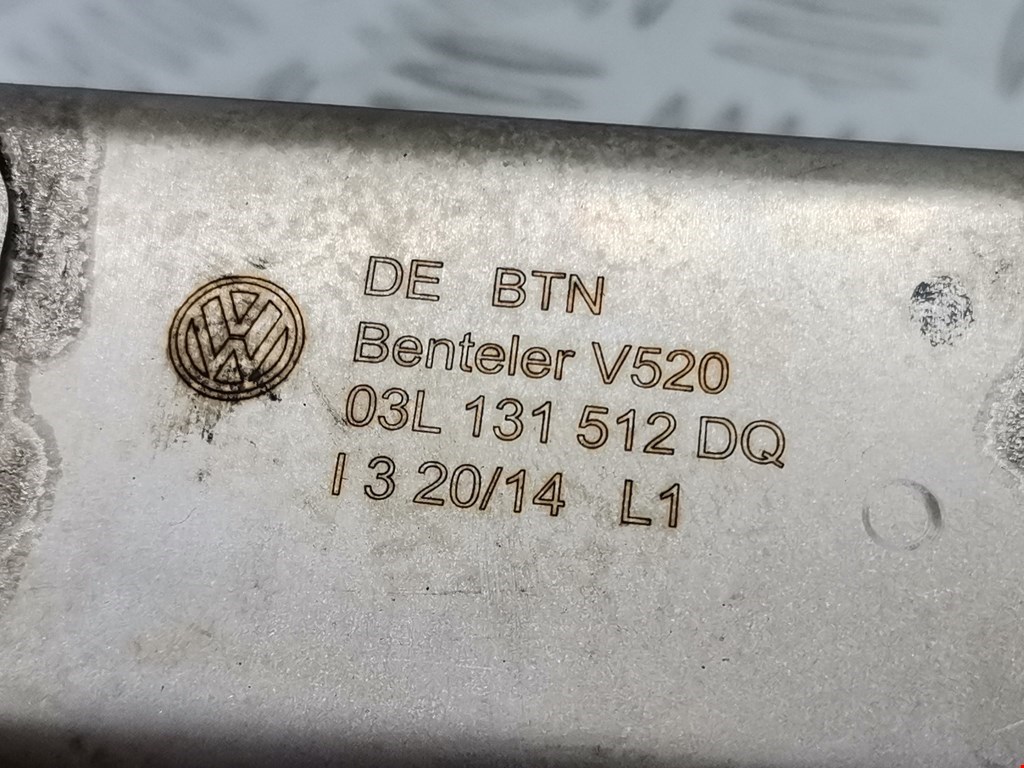 DE BTN
Benteler V520
03L 131 512 DQ
I 3 20/14 L1